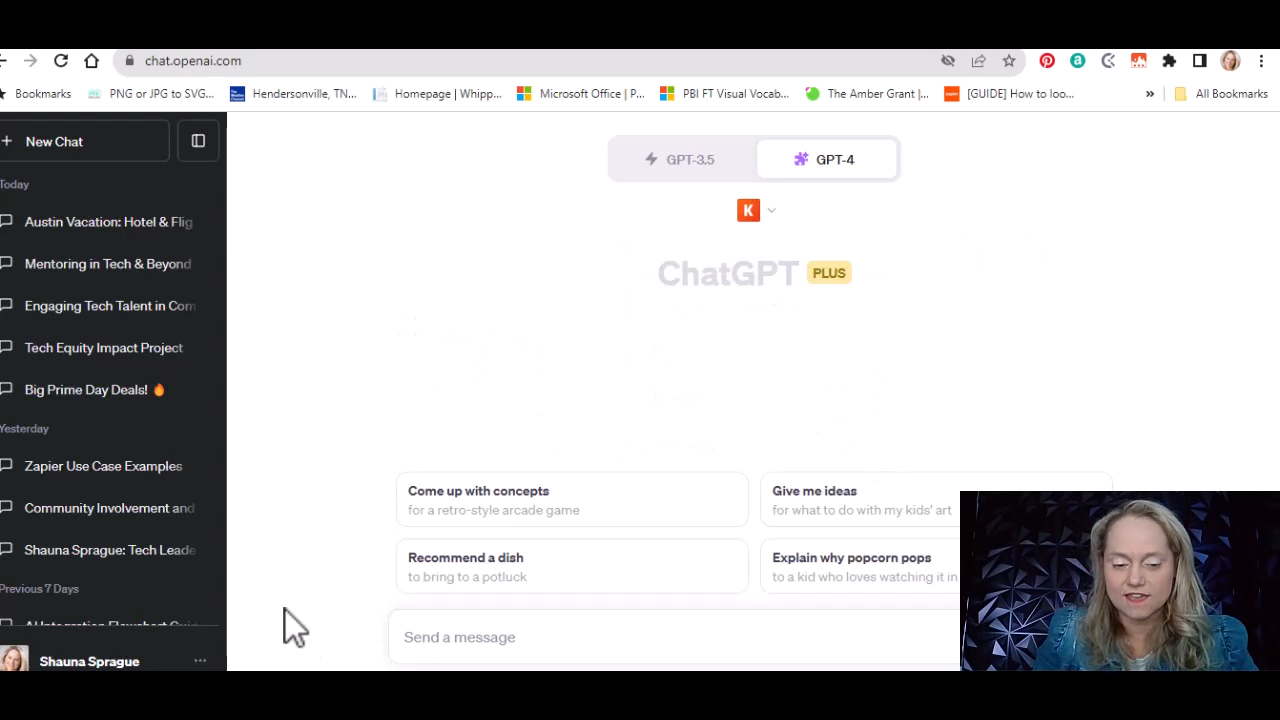 chat.openai.com
Bookmarks
PNG or JPG to SVG...
Hendersonville, TN...
Homepage | Whipp...
Microsoft Office | P...
PBI FT Visual Vocab...
The Amber Grant |...
[GUIDE] How to loo...
»
All Bookmarks
+ New Chat
GPT-3.5
GPT-4
K
ChatGPT PLUS
Today
Austin Vacation: Hotel & Flig
Mentoring in Tech & Beyond
Engaging Tech Talent in Com
Tech Equity Impact Project
Big Prime Day Deals! 🔥
Yesterday
Zapier Use Case Examples
Community Involvement and
Shauna Sprague: Tech Leade
Previous 7 Days
Shauna Sprague
...
Come up with concepts
for a retro-style arcade game
Give me ideas
for what to do with my kids' art
Recommend a dish
to bring to a potluck
Explain why popcorn pops
to a kid who loves watching it in
Send a message